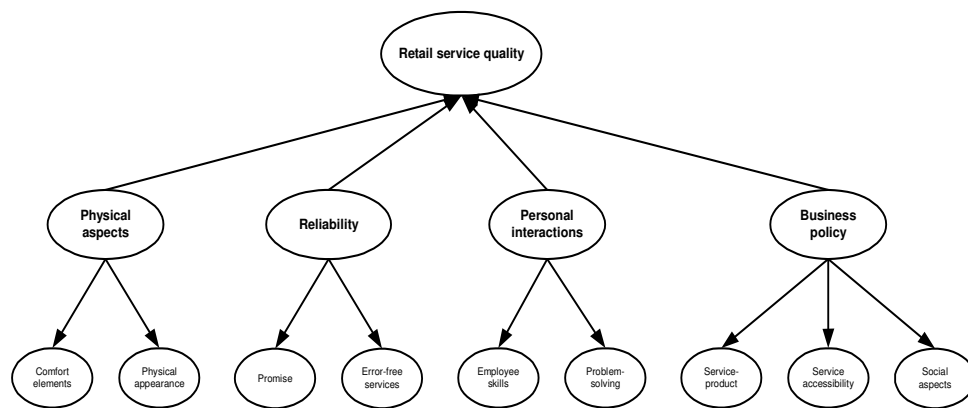 Retail service quality
Physical
aspects
Reliability
Personal
interactions
Business
policy
Comfort
elements
Physical
appearance
Promise
Error-free
services
Employee
skills
Problem-
solving
Service-
product
Service
accessibility
Social
aspects